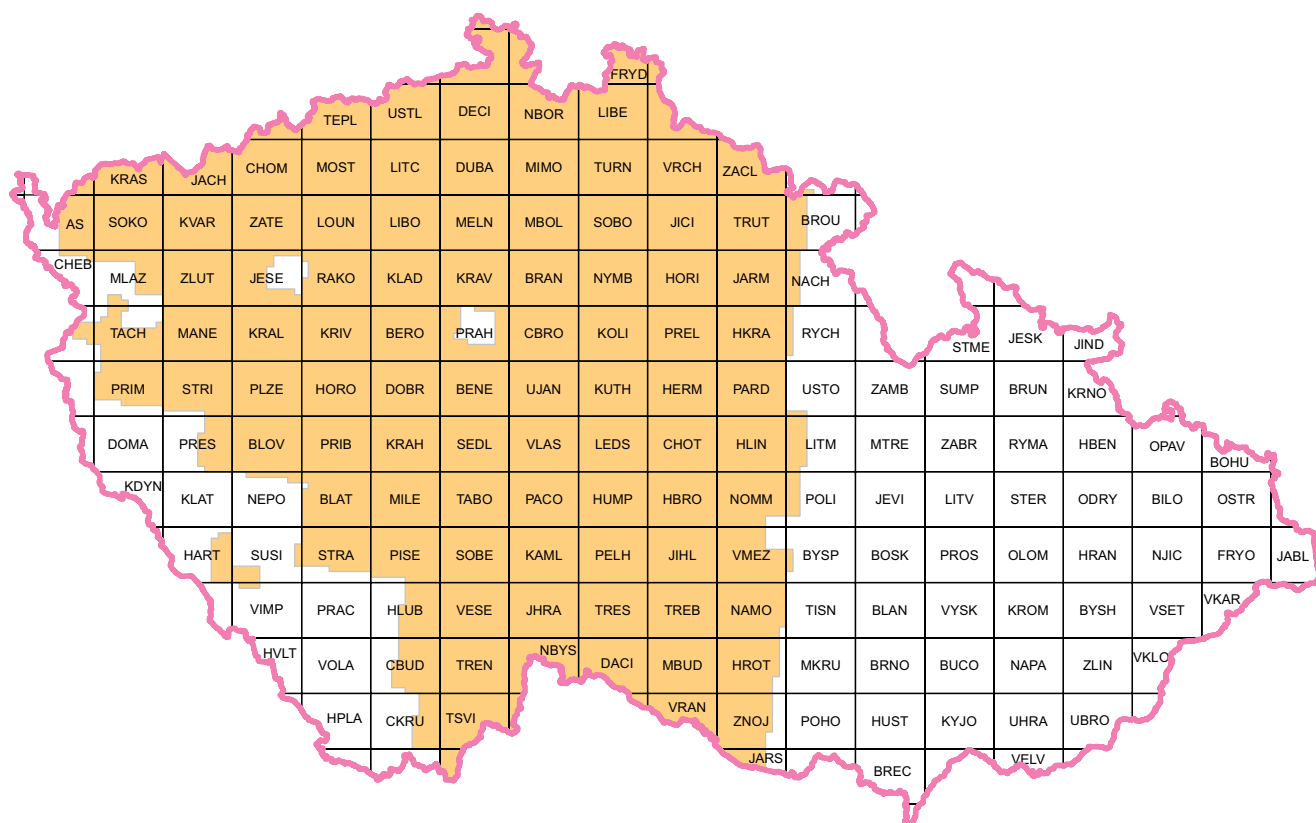 FRYD
TEPL USTL DECI NBOR LIBE
KRAS JACH CHOM MOST LITC DUBA MIMO TURN VRCH ZACL
AS SOKO KVAR ZATE LOUN LIBO MELN MBOL SOBO JICI TRUT BROU
CHEB MLAZ ZLUT JESE RAKO KLAD KRAV BRAN NYMB HORI JARM NACH
TACH MANE KRAL KRIV BERO PRAH CBRO KOLI PREL HKRA RYCH STME JESK JIND
PRIM STRI PLZE HORO DOBR BENE UJAN KUTH HERM PARD USTO ZAMB SUMP BRUN KRNO
DOMA PRES BLOV PRIB KRAH SEDL VLAS LEDS CHOT HLIN LITM MTRE ZABR RYMA HBEN OPAV BOHU
KDYN KLAT NEPO BLAT MILE TABO PACO HUMP HBRO NOMM POLI JEVI LITV STER ODRY BILO OSTR
HART SUSI STRA PISE SOBE KAML PELH JIHL VMEZ BYSP BOSK PROS OLOM HRAN NJIC FRYO JABL
VIMP PRAC HLUB VESE JHRA TRES TREB NAMO TISN BLAN VYSK KROM BYSH VSET VKAR
HVLT VOLA CBUD TREN NBYS DACI MBUD HROT MKRU BRNO BUCO NAPA ZLIN VKLO
HPLA CKRU TSVI VRAN ZNOJ POHO HUST KYJO UHRA UBRO
JARS BREC VELV